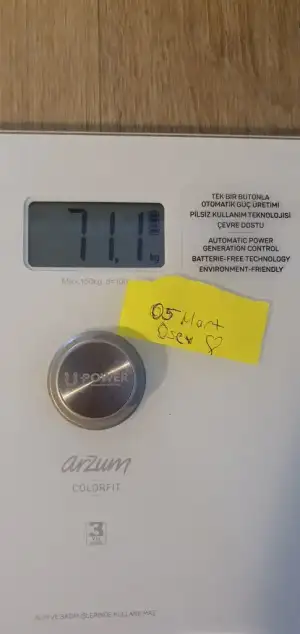 TEK BİR BUTONLA
OTOMATİK GÜÇ ÜRETİMİ
PİLSİZ KULLANIM TEKNOLOJİSİ
ÇEVRE DOSTU
AUTOMATIC POWER
GENERATION CONTROL
BATTERIE-FREE-TECHNOLOGY
ENVIRONMENT-FRIENDLY
71,1 kg
05 Mart
U-POWER
arzum
COLORFIT
3